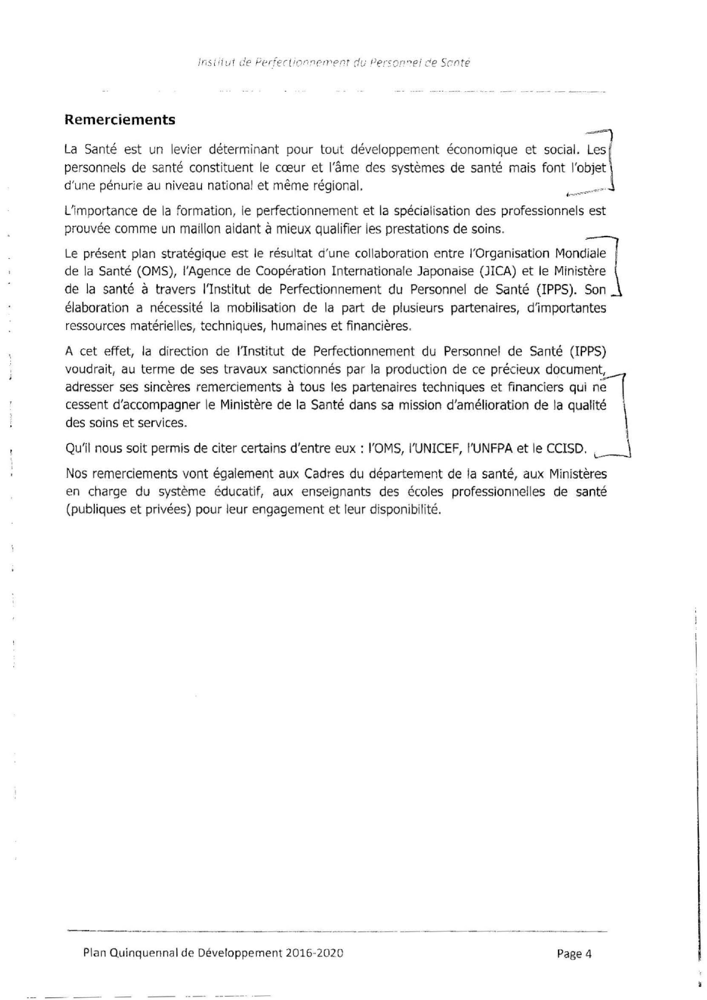 Institut de Perfectionnement du Personnel de Santé
Remerciements
La Santé est un levier déterminant pour tout développement économique et social. Les
personnels de santé constituent le cœur et l'âme des systèmes de santé mais font l'objet
d'une pénurie au niveau national et même régional.
L'importance de la formation, le perfectionnement et la spécialisation des professionnels est
prouvée comme un maillon aidant à mieux qualifier les prestations de soins.
Le présent plan stratégique est le résultat d'une collaboration entre l'Organisation Mondiale
de la Santé (OMS), l'Agence de Coopération Internationale Japonaise (JICA) et le Ministère
de la santé à travers l'Institut de Perfectionnement du Personnel de Santé (IPPS). Son
élaboration a nécessité la mobilisation de la part de plusieurs partenaires, d'importantes
ressources matérielles, techniques, humaines et financières.
A cet effet, la direction de l'Institut de Perfectionnement du Personnel de Santé (IPPS)
voudrait, au terme de ses travaux sanctionnés par la production de ce précieux document,
adresser ses sincères remerciements à tous les partenaires techniques et financiers qui ne
cessent d'accompagner le Ministère de la Santé dans sa mission d'amélioration de la qualité
des soins et services.
Qu'il nous soit permis de citer certains d'entre eux : l'OMS, l'UNICEF, l'UNFPA et le CCISD.
Nos remerciements vont également aux Cadres du département de la santé, aux Ministères
en charge du système éducatif, aux enseignants des écoles professionnelles de santé
(publiques et privées) pour leur engagement et leur disponibilité.
Plan Quinquennal de Développement 2016-2020
Page 4